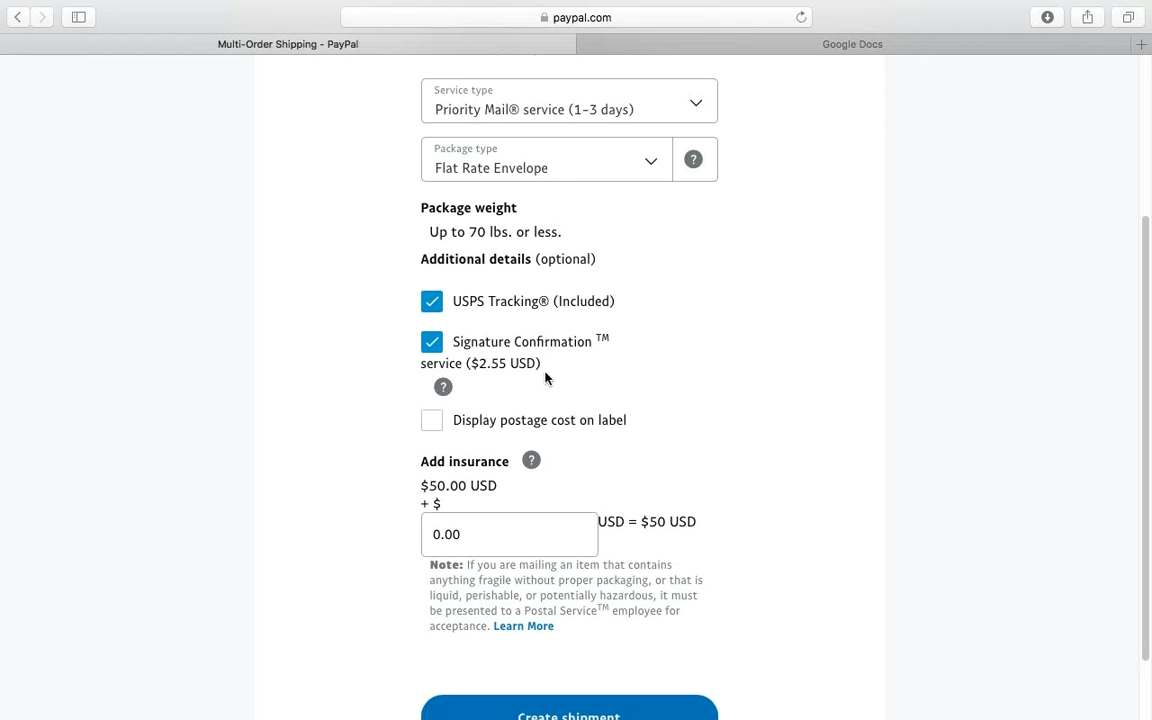 paypal.com
Multi-Order Shipping - PayPal
Google Docs
Service type
Priority Mail® service (1-3 days)
Package type
Flat Rate Envelope
?
Package weight
Up to 70 lbs. or less.
Additional details (optional)
USPS Tracking® (Included)
Signature Confirmation TM
service ($2.55 USD)
?
Display postage cost on label
Add insurance ?
$50.00 USD
+ $
0.00
USD = $50 USD
Note: If you are mailing an item that contains
anything fragile without proper packaging, or that is
liquid, perishable, or potentially hazardous, it must
be presented to a Postal Service™ employee for
acceptance. Learn More
Create shipment